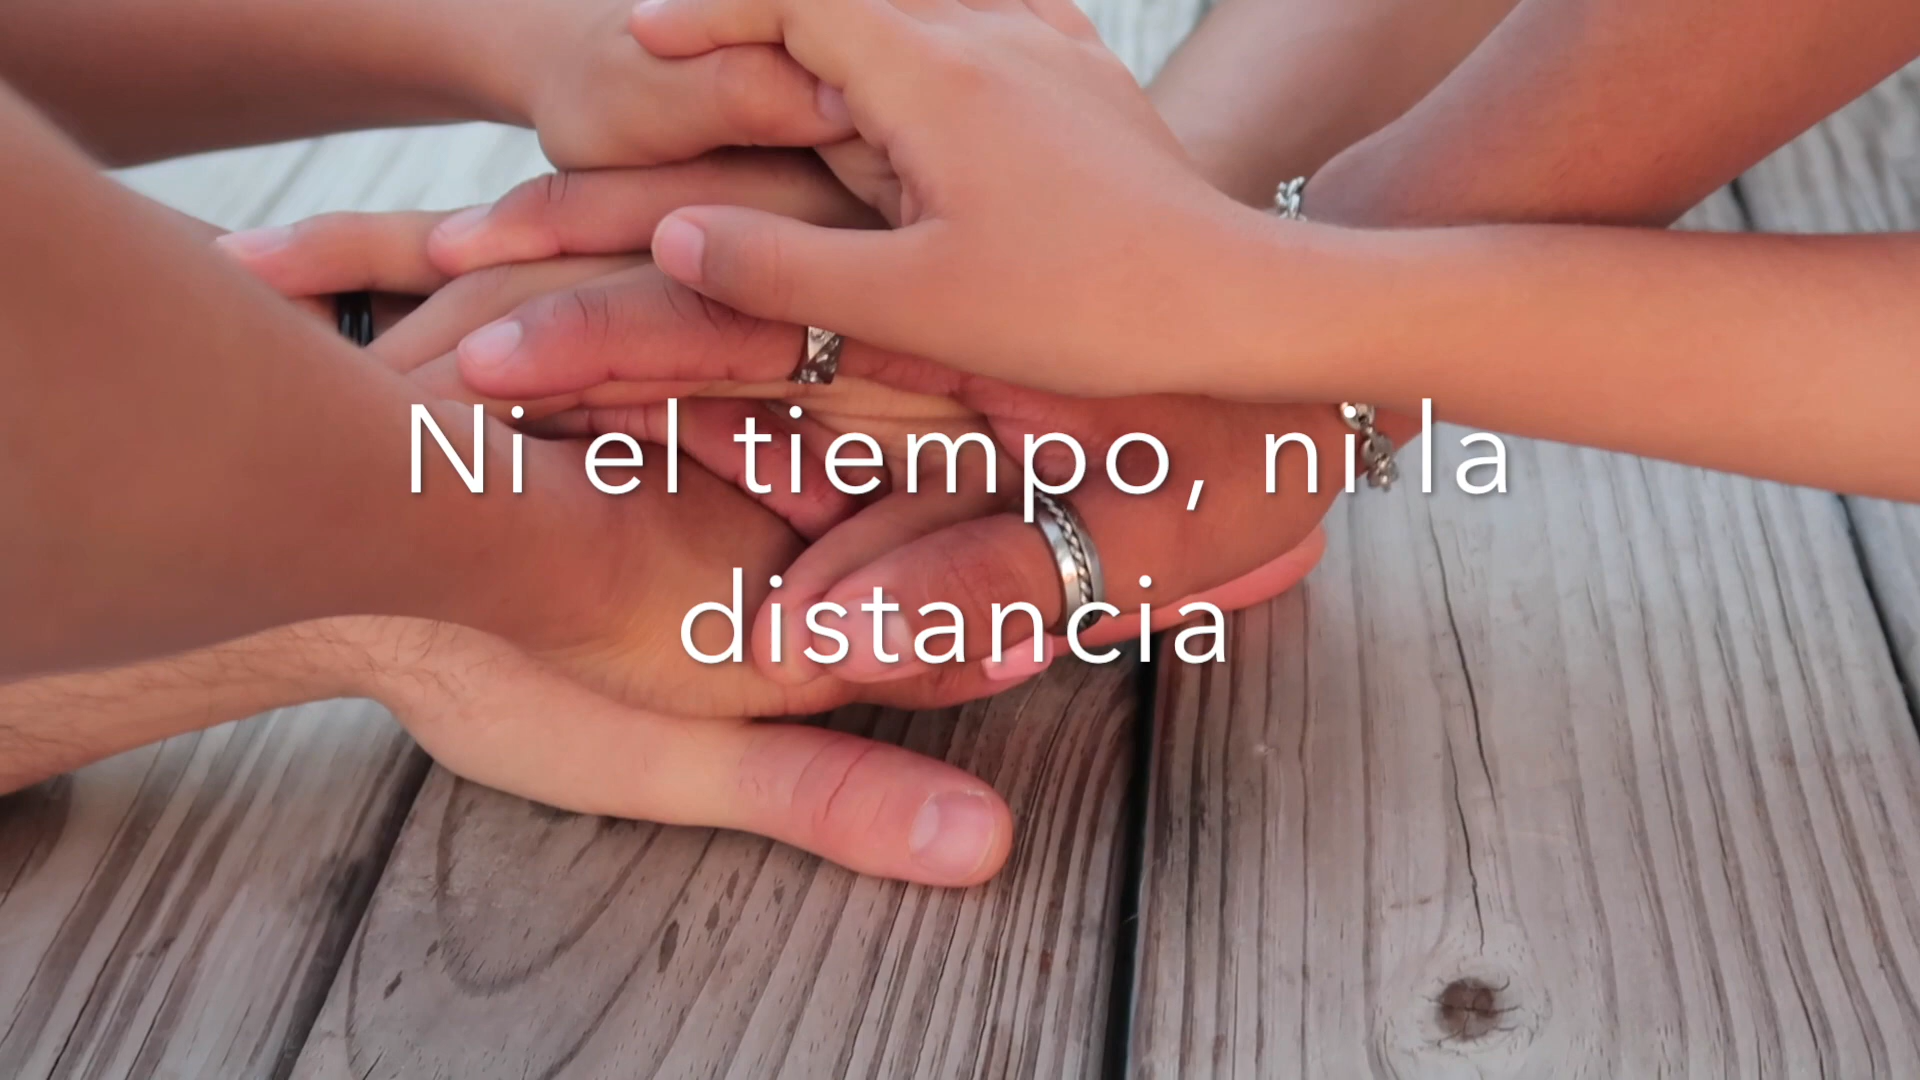 Ni el tiempo, ni la
distancia